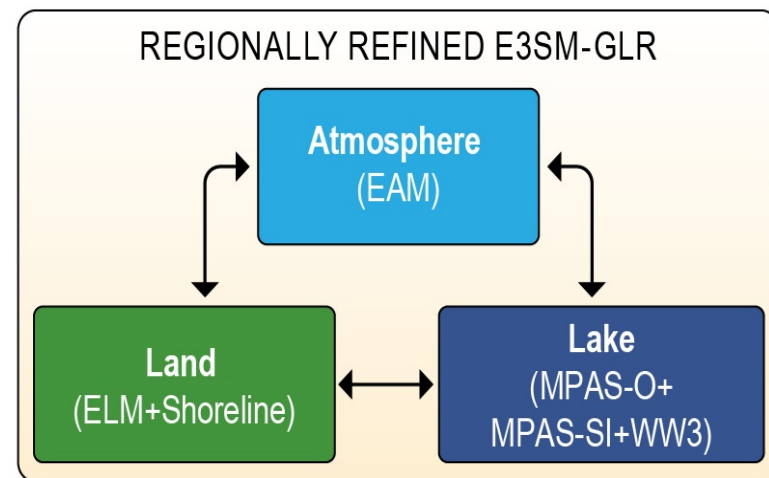 REGIONALLY REFINED E3SM-GLR
Atmosphere
(EAM)
Land
(ELM+Shoreline)
Lake
(MPAS-O+
MPAS-SI+WW3)